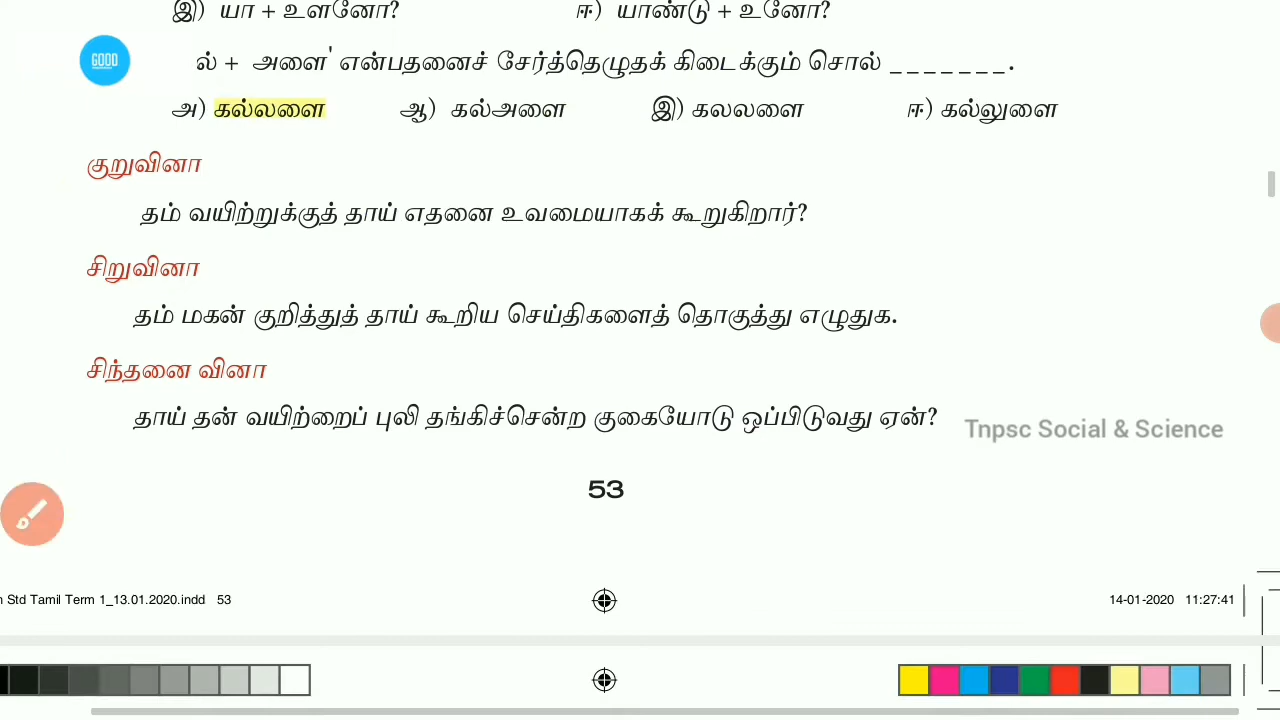 இ) யா + உளனோ? ஈ) யாண்டு + உனோ?
GOOD
ல் + அளை' என்பதனைச் சேர்த்தெழுதக் கிடைக்கும் சொல் _______.
அ) கல்லளை ஆ) கல்அளை இ) கலலளை ஈ) கல்லுளை
குறுவினா
தம் வயிற்றுக்குத் தாய் எதனை உவமையாகக் கூறுகிறார்?
சிறுவினா
தம் மகன் குறித்துத் தாய் கூறிய செய்திகளைத் தொகுத்து எழுதுக.
சிந்தனை வினா
தாய் தன் வயிற்றைப் புலி தங்கிச்சென்ற குகையோடு ஒப்பிடுவது ஏன்?
Tnpsc Social & Science
53
h Std Tamil Term 1_13.01.2020.indd 53 14-01-2020 11:27:41